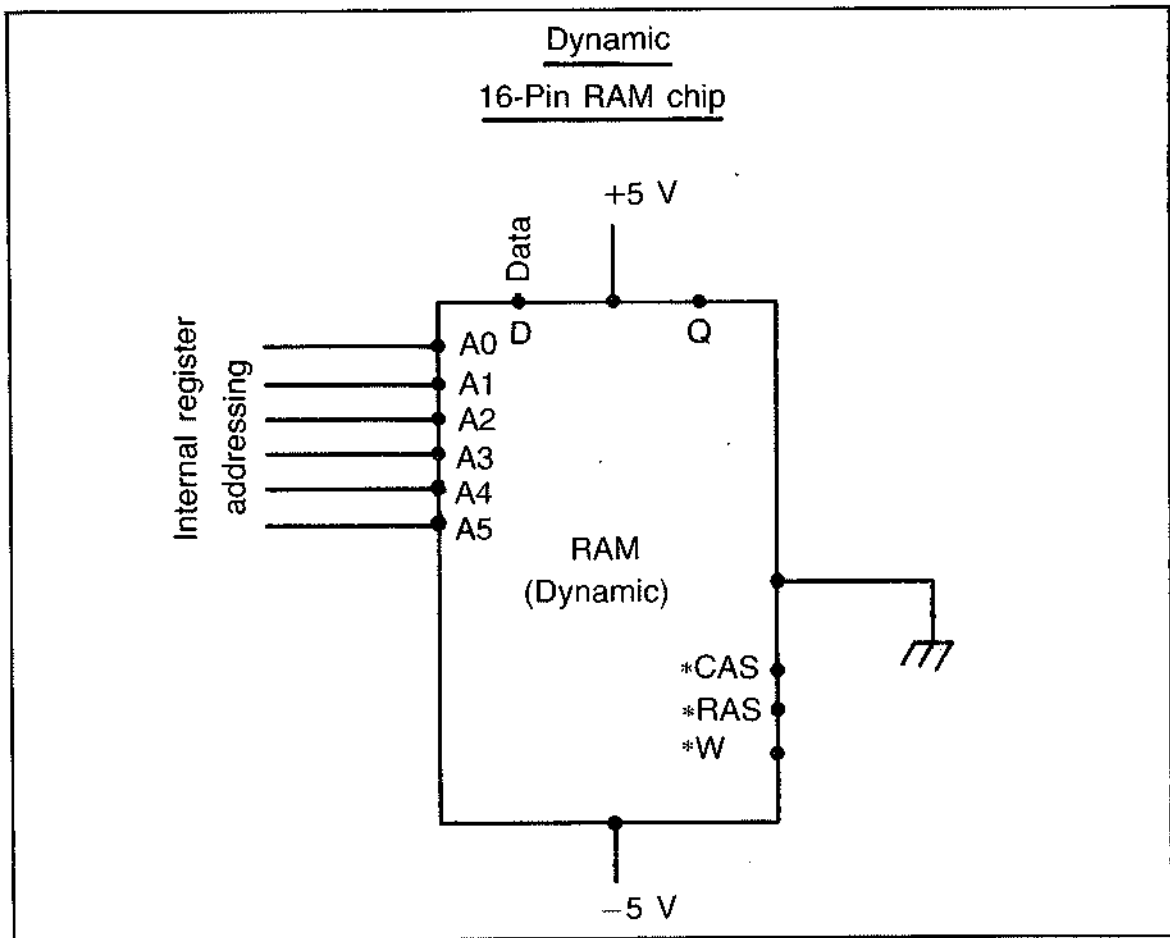 Dynamic
16-Pin RAM chip
+5 V
Data
D
Q
Internal register
addressing
A0
A1
A2
A3
A4
A5
RAM
(Dynamic)
*CAS
*RAS
*W
−5 V